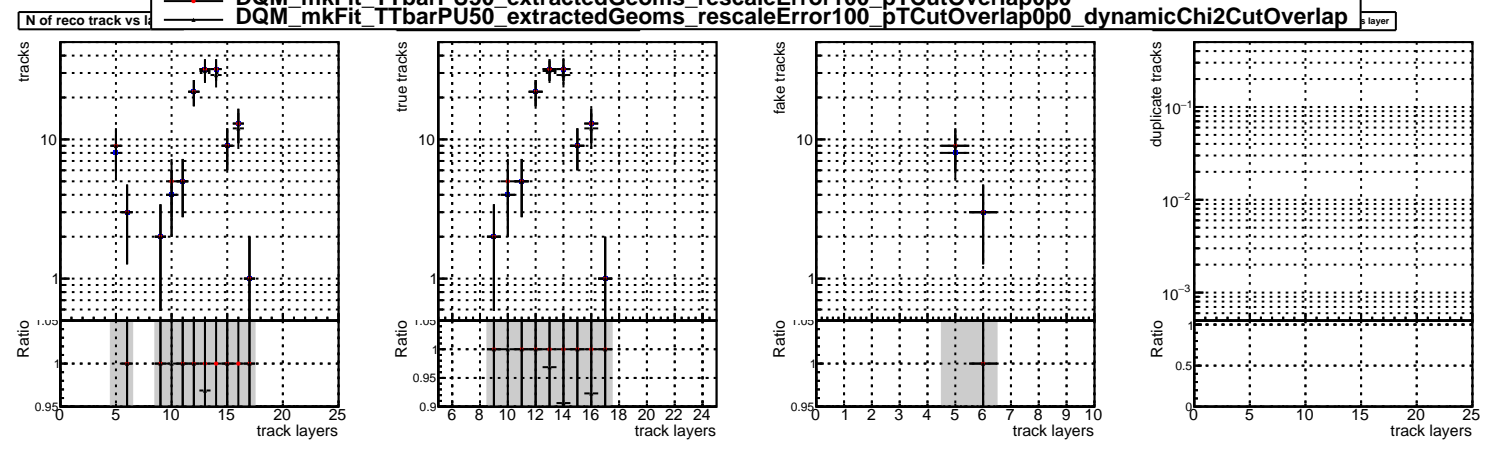 DQM_mkFit_TTbarPU50_extractedGeoms_rescaleError100_pTCutOverlap0p0
DQM_mkFit_TTbarPU50_extractedGeoms_rescaleError100_pTCutOverlap0p0_dynamicChi2CutOverlap
N of reco track vs
s layer
tracks
10
1
Ratio
1.05
1
0.95
0 5 10 15 20 25
track layers
true tracks
10
1
Ratio
1.05
1
0.95
0.9
6 8 10 12 14 16 18 20 22 24
track layers
fake tracks
10
1
Ratio
1.05
1
0.95
0 1 2 3 4 5 6 7 8 9 10
track layers
duplicate tracks
10−1
10−2
10−3
Ratio
1
0.5
0
0 5 10 15 20 25
track layers